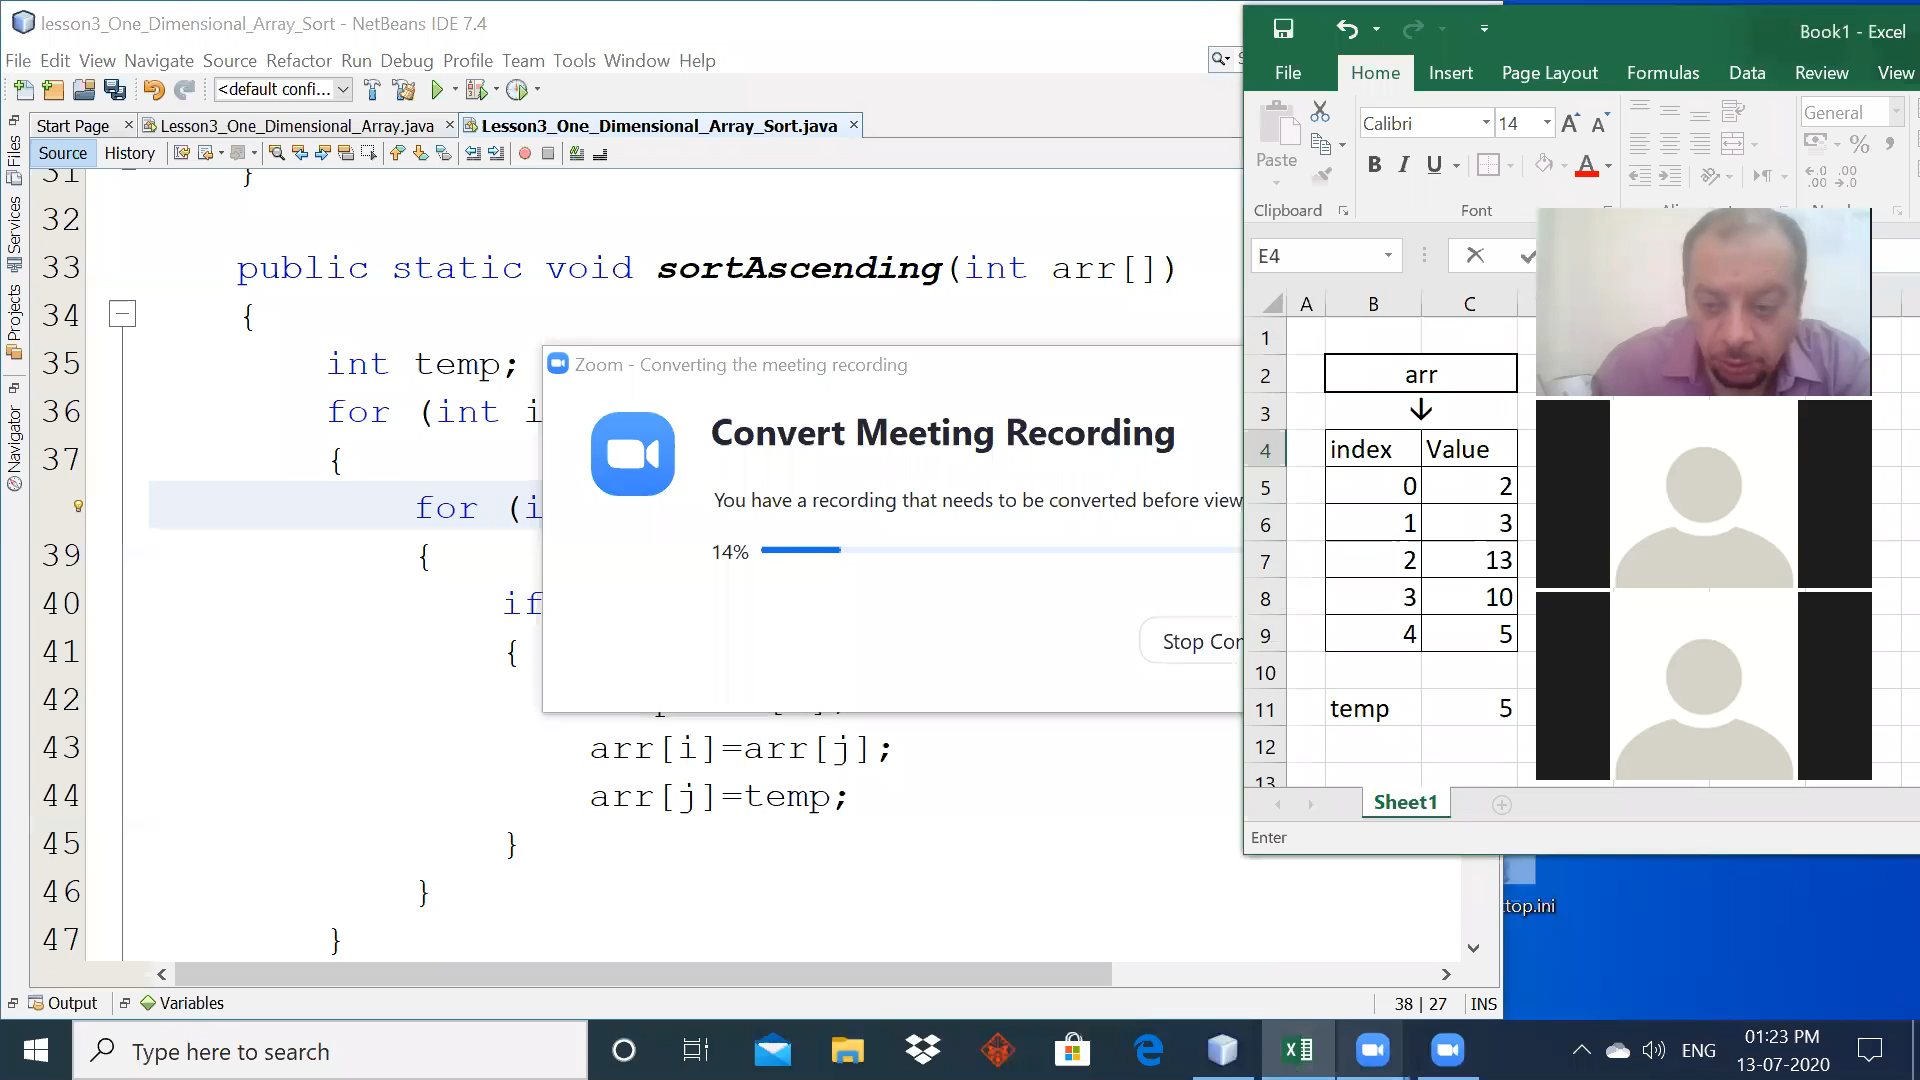 lesson3_One_Dimensional_Array_Sort - NetBeans IDE 7.4
File Edit View Navigate Source Refactor Run Debug Profile Team Tools Window Help
<default confi...
Start Page
Lesson3_One_Dimensional_Array.java
Lesson3_One_Dimensional_Array_Sort.java
Source History
Files
Services
Projects
Navigator
31 }
32
33 public static void sortAscending(int arr[])
34 {
35 int temp;
36 for (int i
37 {
for (i
39 {
40 if
41 {
42
43 arr[i]=arr[j];
44 arr[j]=temp;
45 }
46 }
47 }
Zoom - Converting the meeting recording
Convert Meeting Recording
You have a recording that needs to be converted before view
14%
Stop Con
Output
Variables
38 | 27 INS
Book1 - Excel
File Home Insert Page Layout Formulas Data Review View
Paste
Calibri 14
B I U
General
Clipboard
Font
E4
A B C
1
2 arr
3
4 index Value
5 0 2
6 1 3
7 2 13
8 3 10
9 4 5
10
11 temp 5
12
13
Sheet1
Enter
top.ini
Type here to search
ENG
01:23 PM
13-07-2020